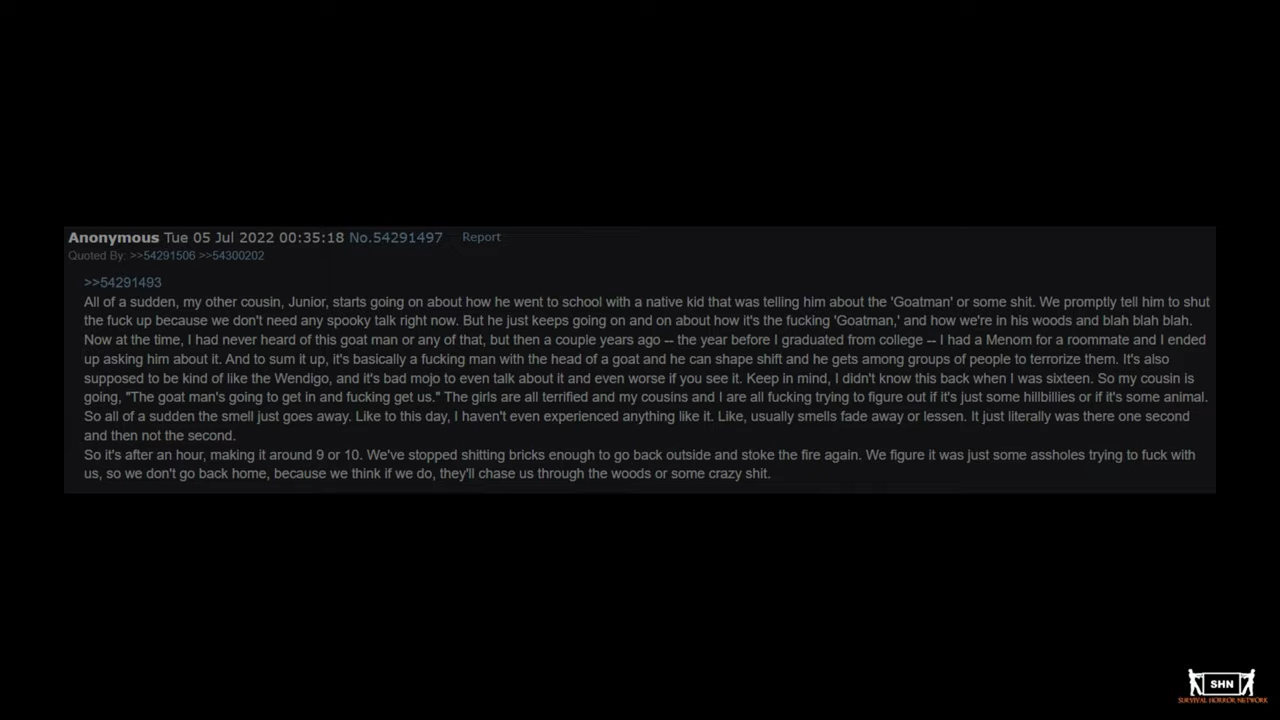 Anonymous Tue 05 Jul 2022 00:35:18 No.54291497 Report
Quoted By: >>54291506 >>54300202
>>54291493
All of a sudden, my other cousin, Junior, starts going on about how he went to school with a native kid that was telling him about the 'Goatman' or some shit. We promptly tell him to shut
the fuck up because we don't need any spooky talk right now. But he just keeps going on and on about how it's the fucking 'Goatman,' and how we're in his woods and blah blah blah.
Now at the time, I had never heard of this goat man or any of that, but then a couple years ago -- the year before I graduated from college -- I had a Menom for a roommate and I ended
up asking him about it. And to sum it up, it's basically a fucking man with the head of a goat and he can shape shift and he gets among groups of people to terrorize them. It's also
supposed to be kind of like the Wendigo, and it's bad mojo to even talk about it and even worse if you see it. Keep in mind, I didn't know this back when I was sixteen. So my cousin is
going, "The goat man's going to get in and fucking get us." The girls are all terrified and my cousins and I are all fucking trying to figure out if it's just some hillbillies or if it's some animal.
So all of a sudden the smell just goes away. Like to this day, I haven't even experienced anything like it. Like, usually smells fade away or lessen. It just literally was there one second
and then not the second.
So it's after an hour, making it around 9 or 10. We've stopped shitting bricks enough to go back outside and stoke the fire again. We figure it was just some assholes trying to fuck with
us, so we don't go back home, because we think if we do, they'll chase us through the woods or some crazy shit.
SHN
SURVIVAL HORROR NETWORK